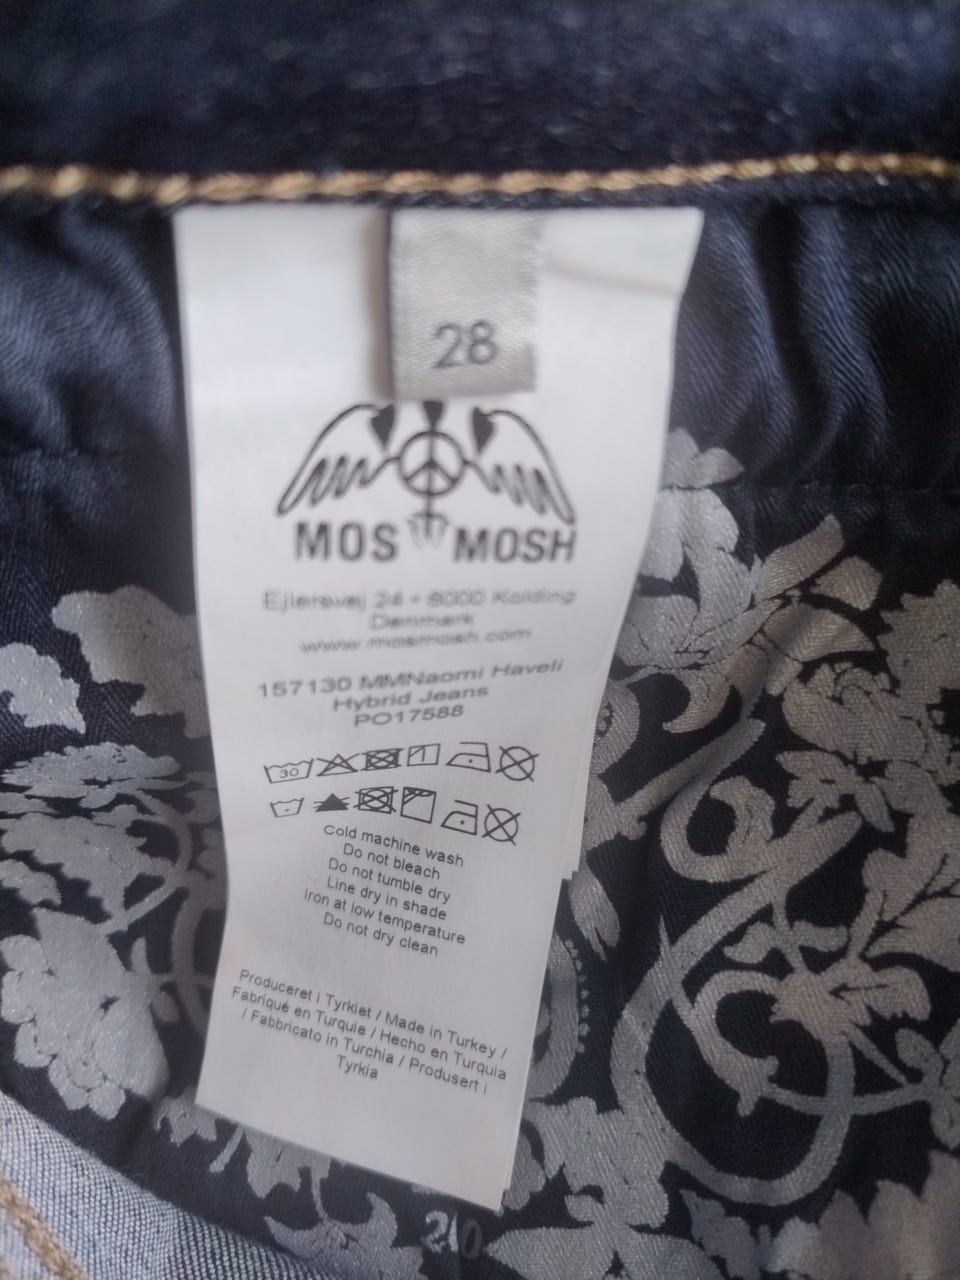 28
MOS MOSH
Ejlersvej 24 - 6000 Kolding
Denmark
www.mosmosh.com
157130 MMNaomi Haveli
Hybrid Jeans
PO17588
30
Cold machine wash
Do not bleach
Do not tumble dry
Line dry in shade
Iron at low temperature
Do not dry clean
Produceret i Tyrkiet / Made in Turkey /
Fabriqué en Turquie / Hecho en Turquia
/ Fabbricato in Turchia / Produsert i
Tyrkia